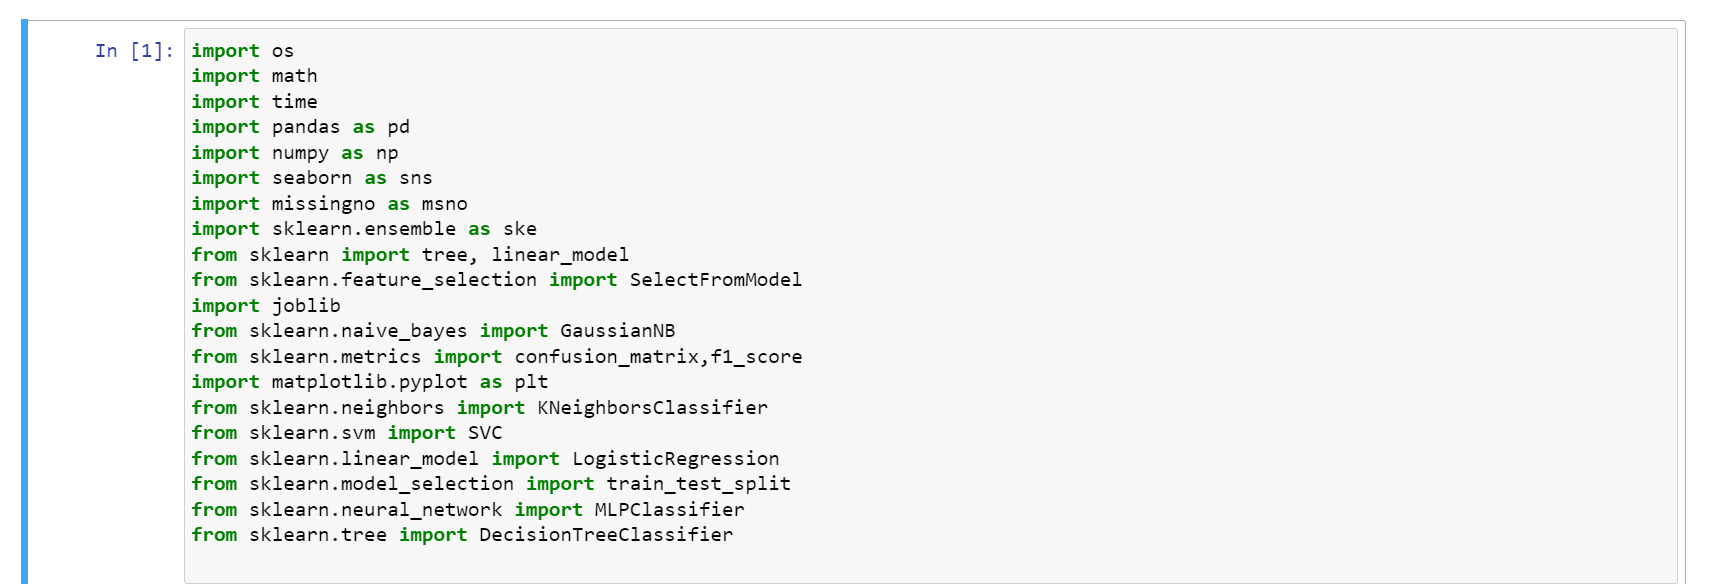 In [1]: import os
import math
import time
import pandas as pd
import numpy as np
import seaborn as sns
import missingno as msno
import sklearn.ensemble as ske
from sklearn import tree, linear_model
from sklearn.feature_selection import SelectFromModel
import joblib
from sklearn.naive_bayes import GaussianNB
from sklearn.metrics import confusion_matrix,f1_score
import matplotlib.pyplot as plt
from sklearn.neighbors import KNeighborsClassifier
from sklearn.svm import SVC
from sklearn.linear_model import LogisticRegression
from sklearn.model_selection import train_test_split
from sklearn.neural_network import MLPClassifier
from sklearn.tree import DecisionTreeClassifier